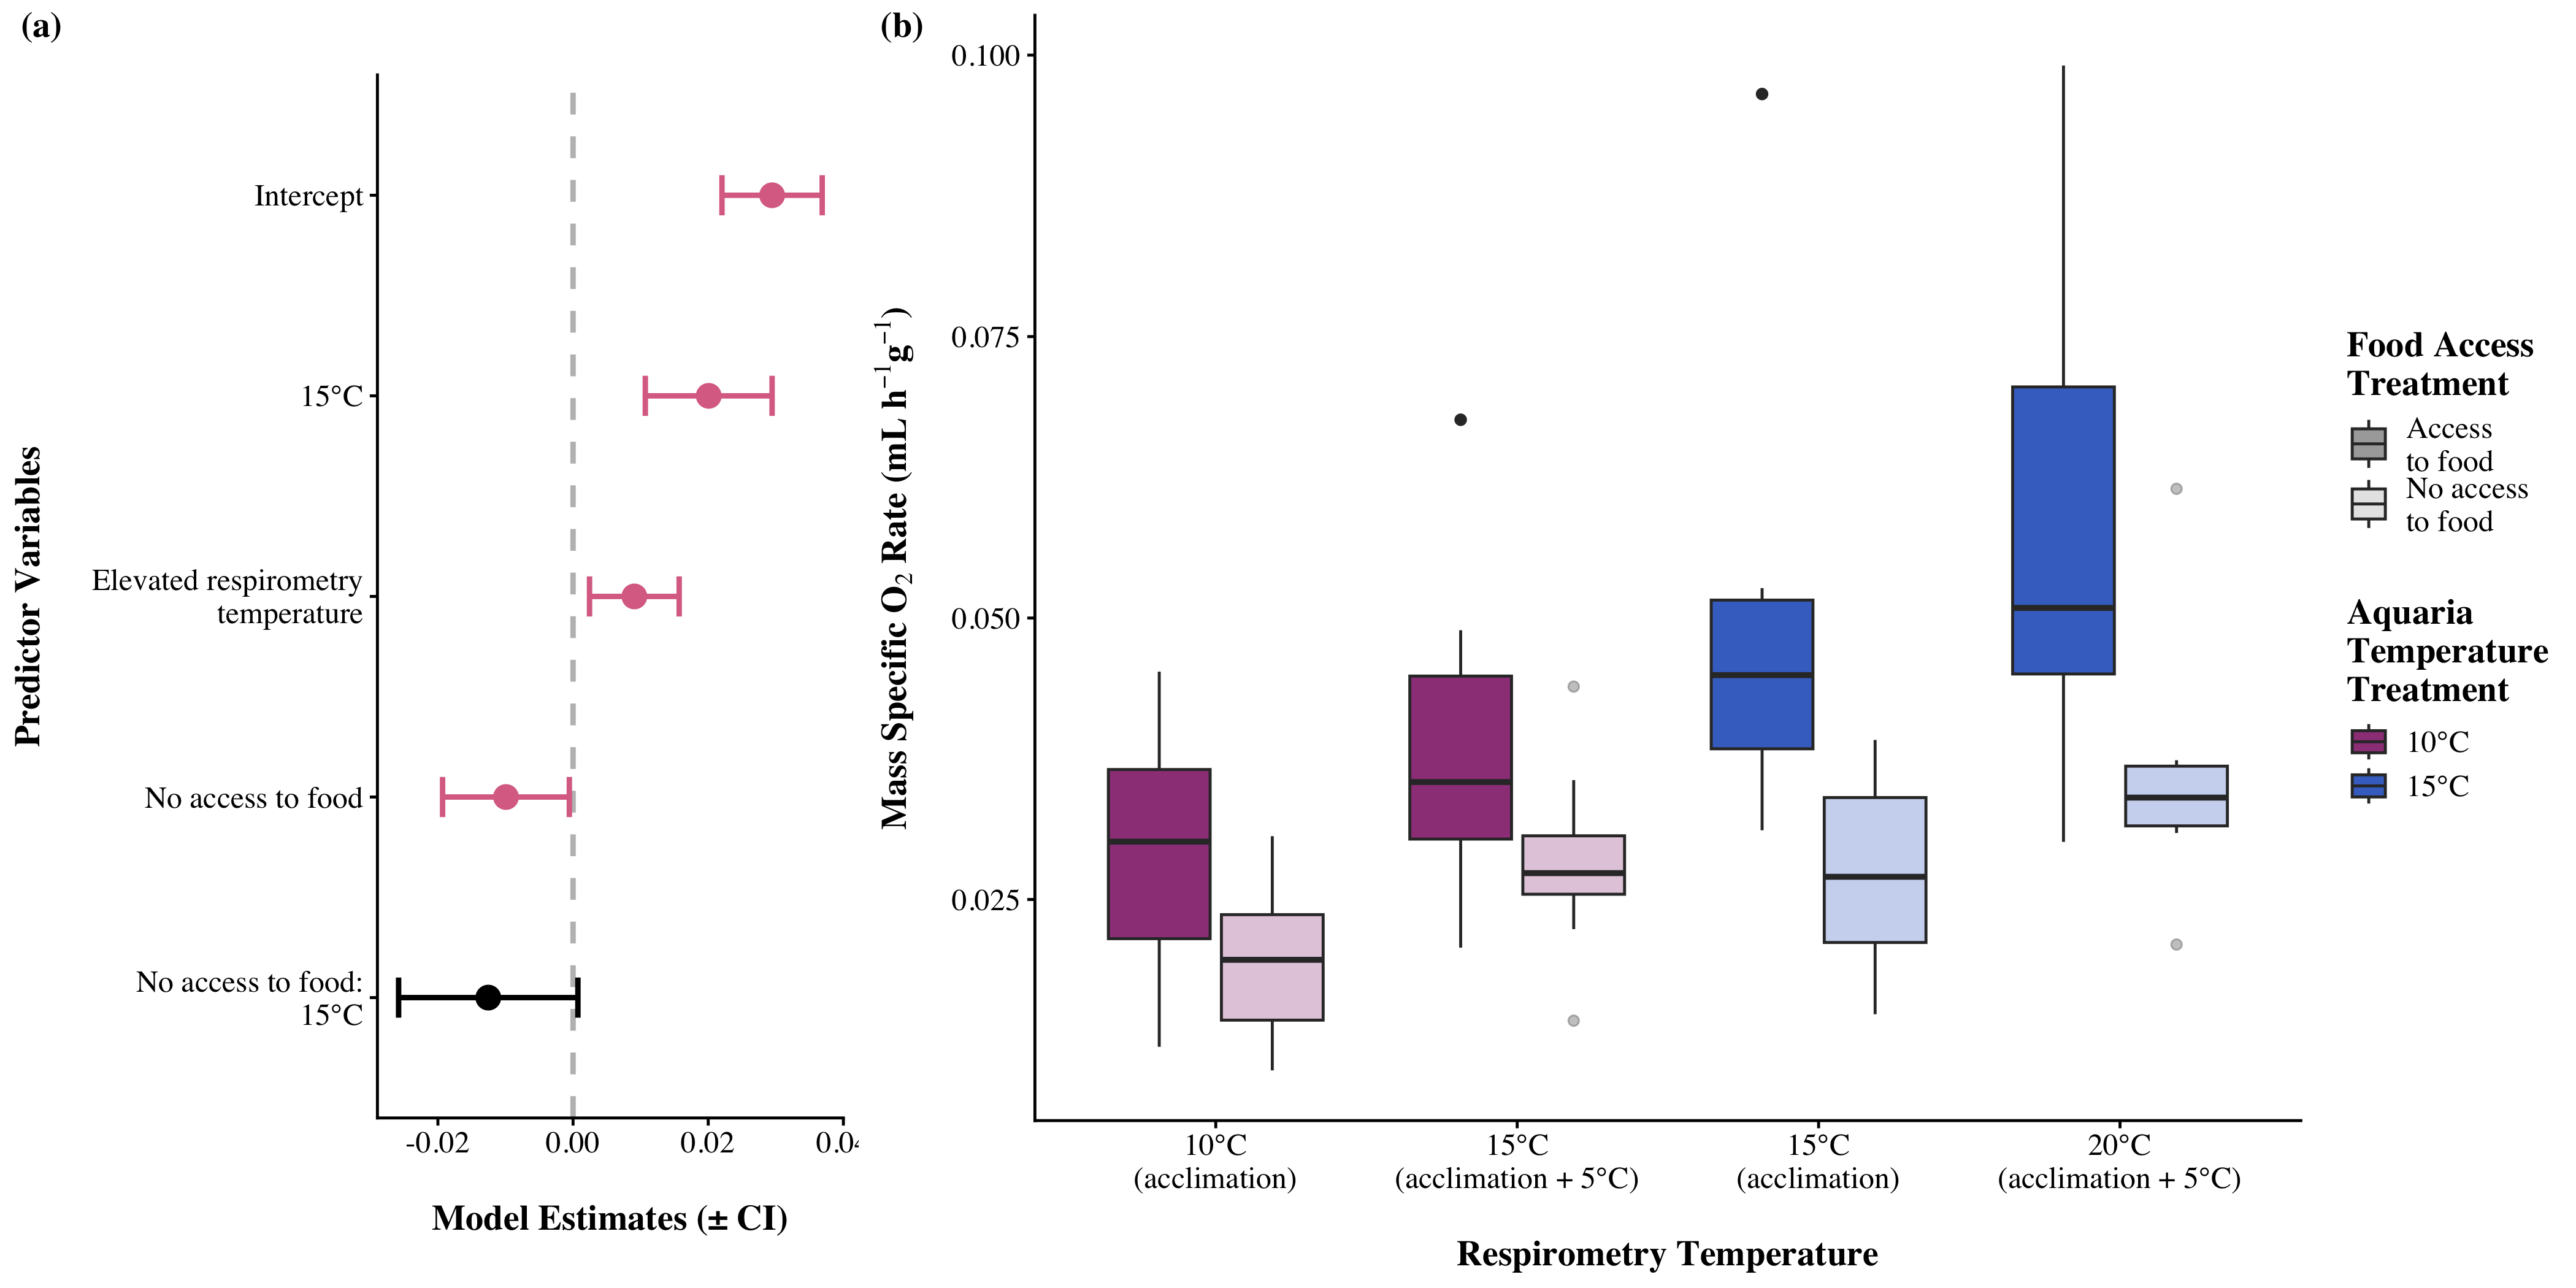 (a)
Predictor Variables
Intercept
15°C
Elevated respirometry
temperature
No access to food
No access to food:
15°C
-0.02 0.00 0.02 0.0
Model Estimates (± CI)
(b)
Mass Specific O₂ Rate (mL h⁻¹g⁻¹)
0.100
0.075
0.050
0.025
10°C 15°C 15°C 20°C
(acclimation) (acclimation + 5°C) (acclimation) (acclimation + 5°C)
Respirometry Temperature
Food Access
Treatment
Access
to food
No access
to food
Aquaria
Temperature
Treatment
10°C
15°C